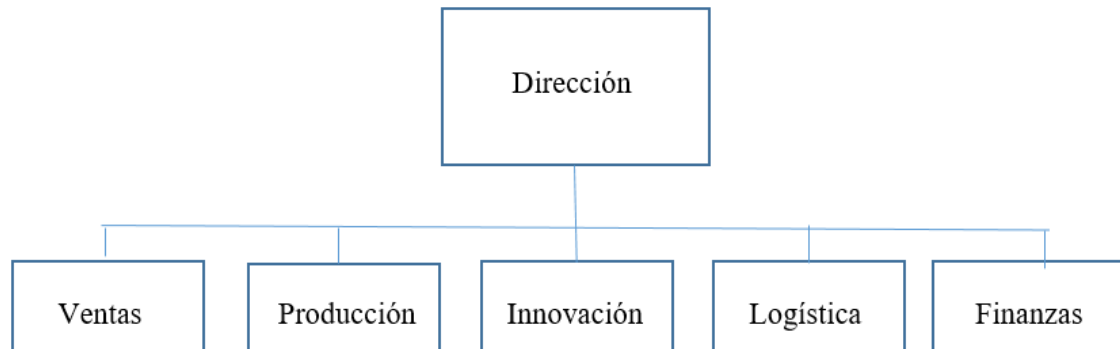 Dirección
Ventas
Producción
Innovación
Logística
Finanzas